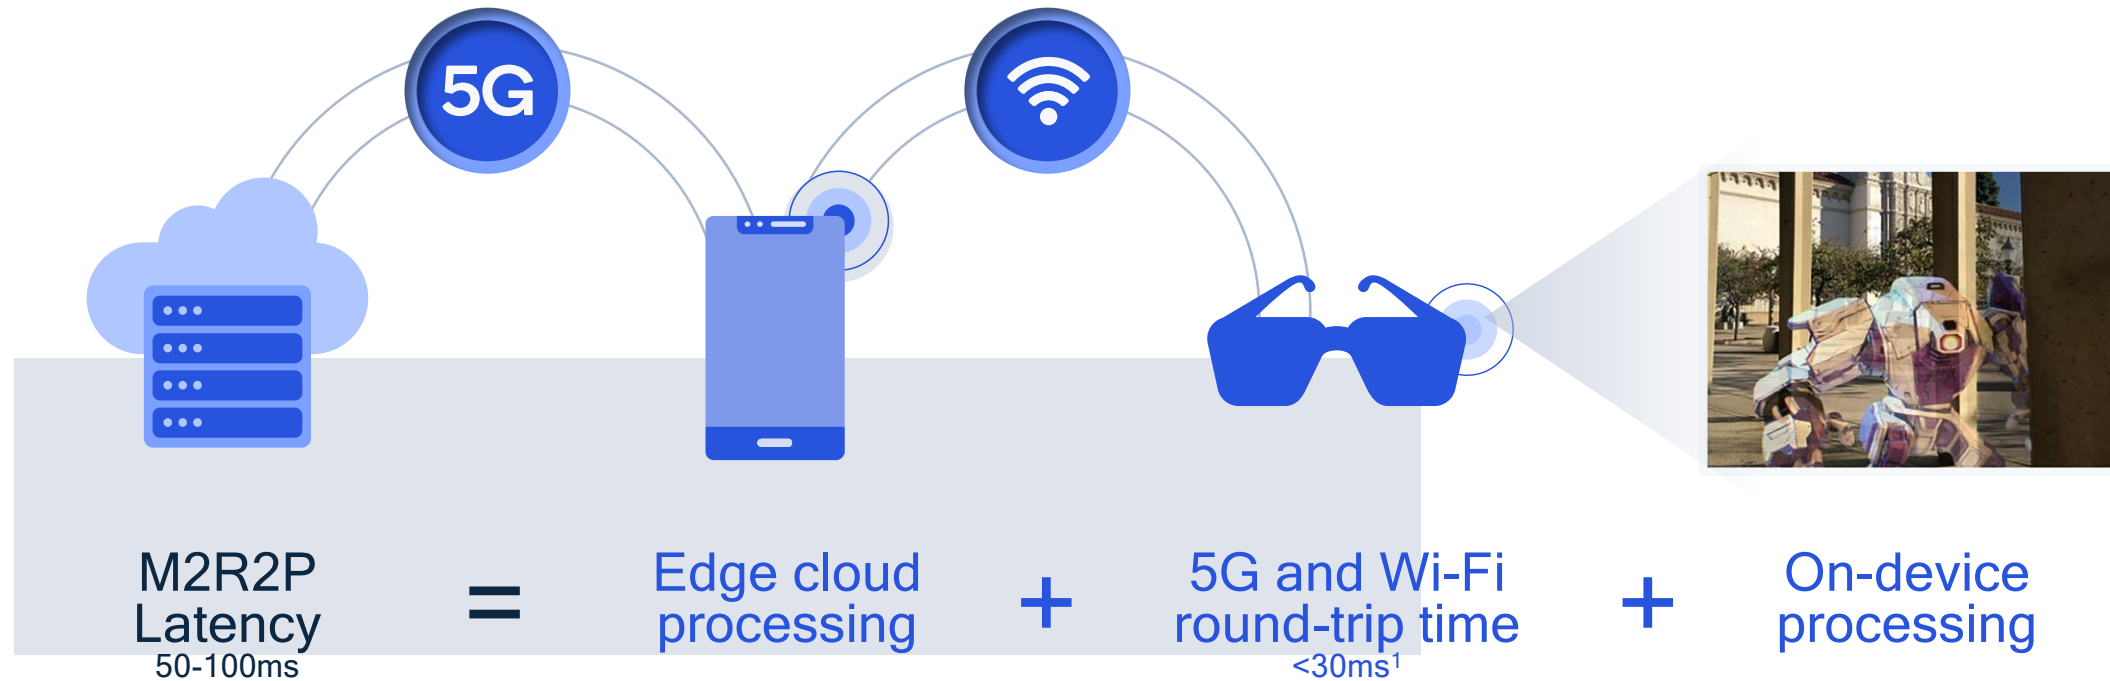 5G
M2R2P
Latency
50-100ms
=
Edge cloud
processing
+
5G and Wi-Fi
round-trip time
<30ms¹
+
On-device
processing